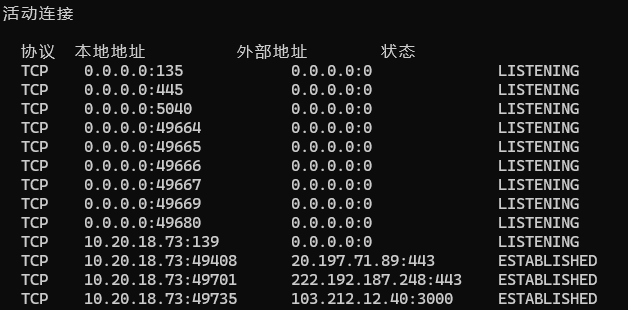 活动连接
协议 本地地址 外部地址 状态
TCP 0.0.0.0:135 0.0.0.0:0 LISTENING
TCP 0.0.0.0:445 0.0.0.0:0 LISTENING
TCP 0.0.0.0:5040 0.0.0.0:0 LISTENING
TCP 0.0.0.0:49664 0.0.0.0:0 LISTENING
TCP 0.0.0.0:49665 0.0.0.0:0 LISTENING
TCP 0.0.0.0:49666 0.0.0.0:0 LISTENING
TCP 0.0.0.0:49667 0.0.0.0:0 LISTENING
TCP 0.0.0.0:49669 0.0.0.0:0 LISTENING
TCP 0.0.0.0:49680 0.0.0.0:0 LISTENING
TCP 10.20.18.73:139 0.0.0.0:0 LISTENING
TCP 10.20.18.73:49408 20.197.71.89:443 ESTABLISHED
TCP 10.20.18.73:49701 222.192.187.248:443 ESTABLISHED
TCP 10.20.18.73:49735 103.212.12.40:3000 ESTABLISHED